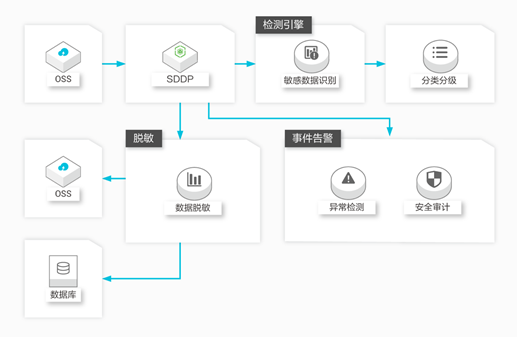 检测引擎
OSS
SDDP
敏感数据识别
分类分级
脱敏
事件告警
OSS
数据脱敏
异常检测
安全审计
数据库